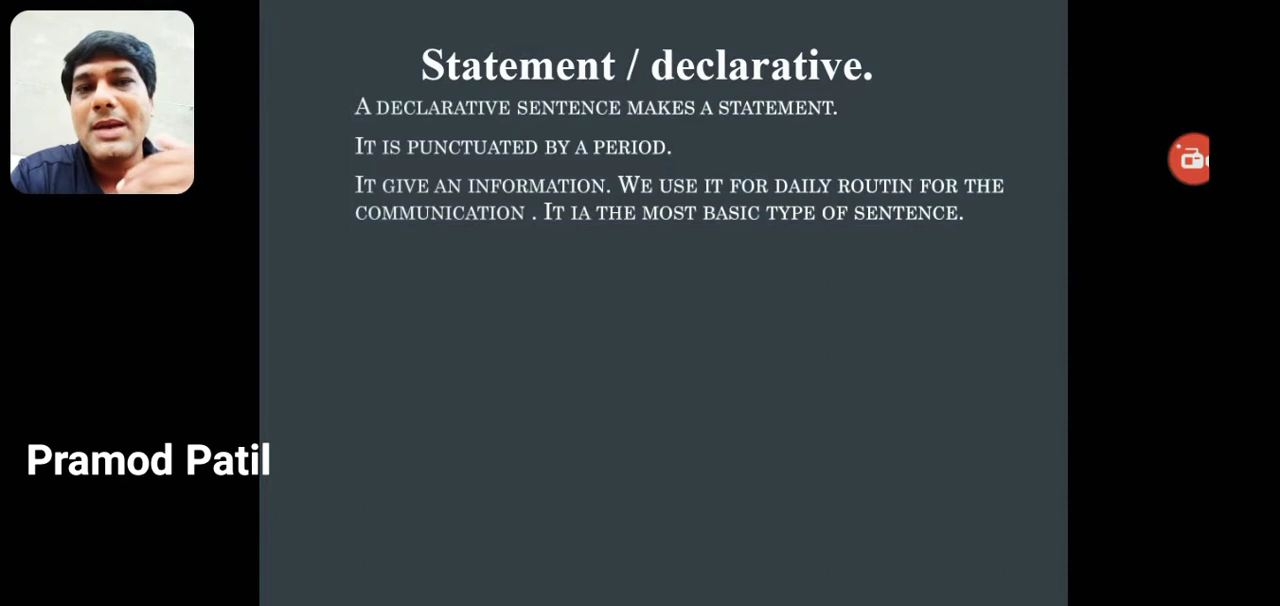 Statement / declarative.
A DECLARATIVE SENTENCE MAKES A STATEMENT.
IT IS PUNCTUATED BY A PERIOD.
IT GIVE AN INFORMATION. WE USE IT FOR DAILY ROUTIN FOR THE
COMMUNICATION . IT IA THE MOST BASIC TYPE OF SENTENCE.
Pramod Patil